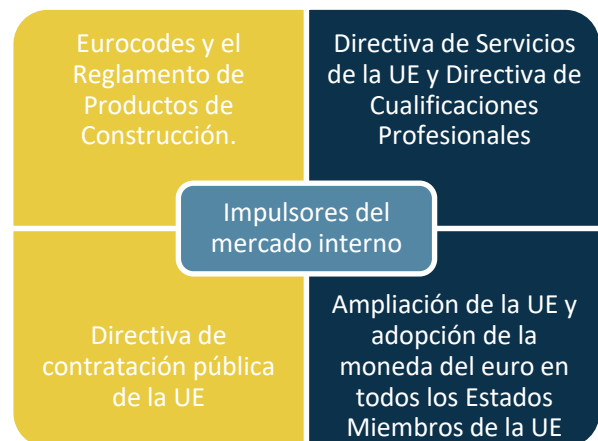 Eurocodes y el
Reglamento de
Productos de
Construcción.
Directiva de Servicios
de la UE y Directiva de
Cualificaciones
Profesionales
Impulsores del
mercado interno
Directiva de
contratación pública
de la UE
Ampliación de la UE y
adopción de la
moneda del euro en
todos los Estados
Miembros de la UE